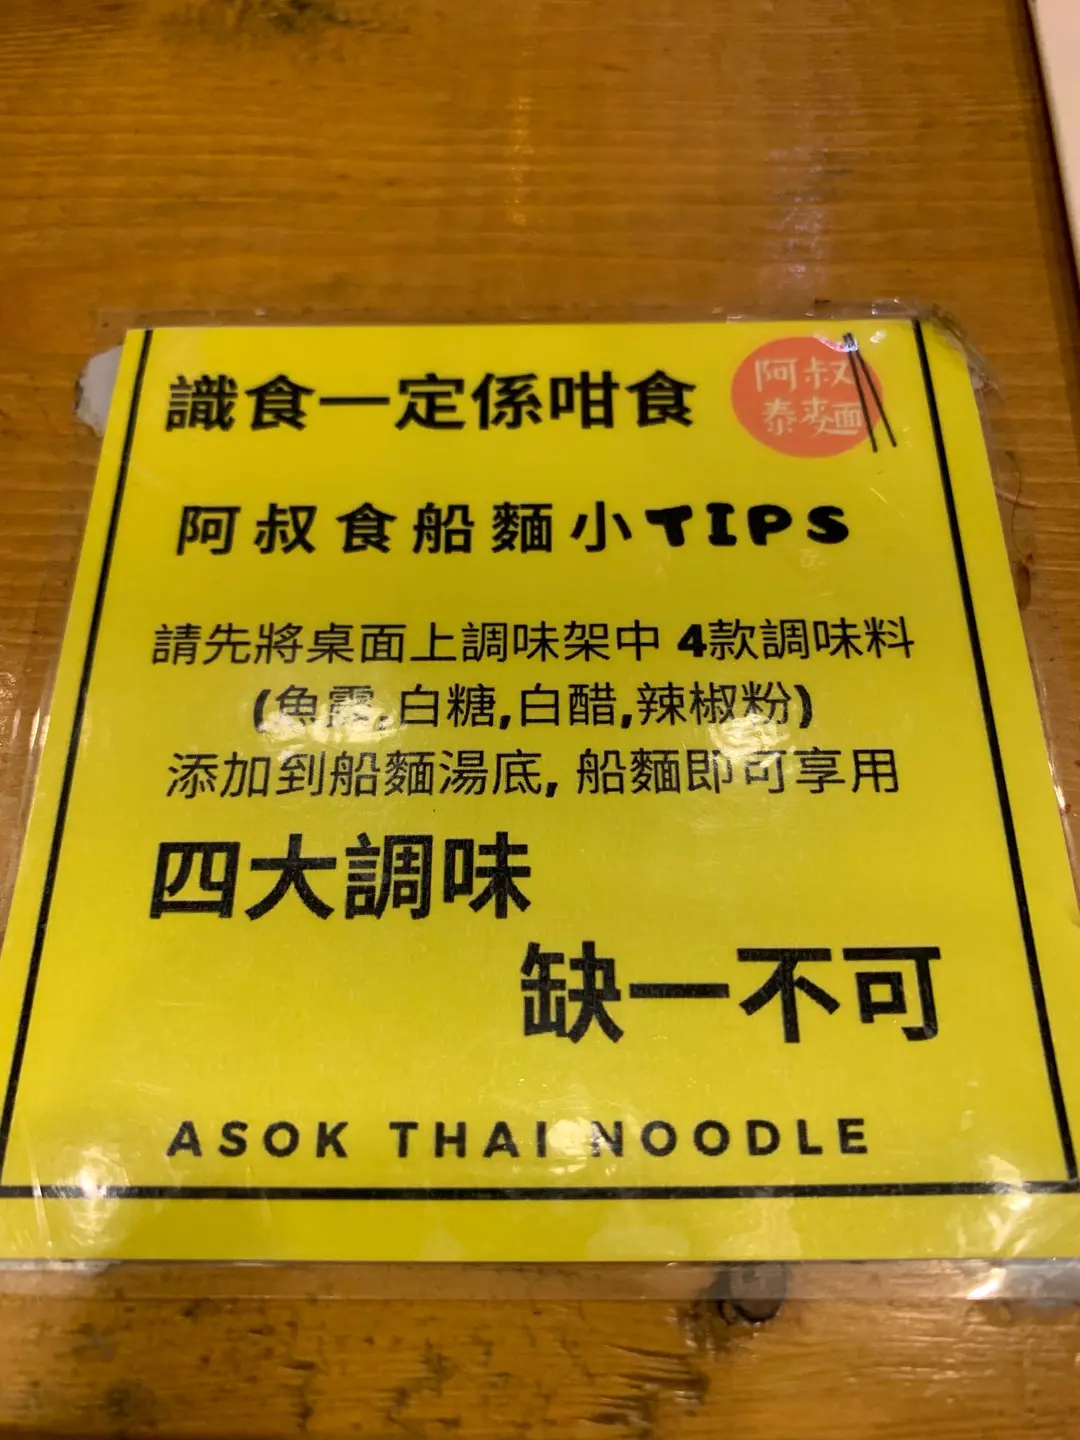 識食一定係咁食
阿叔
泰麵
阿叔食船麵小TIPS
請先將桌面上調味架中 4款調味料
(魚露,白糖,白醋,辣椒粉)
添加到船麵湯底, 船麵即可享用
四大調味
缺一不可
ASOK THAI NOODLE